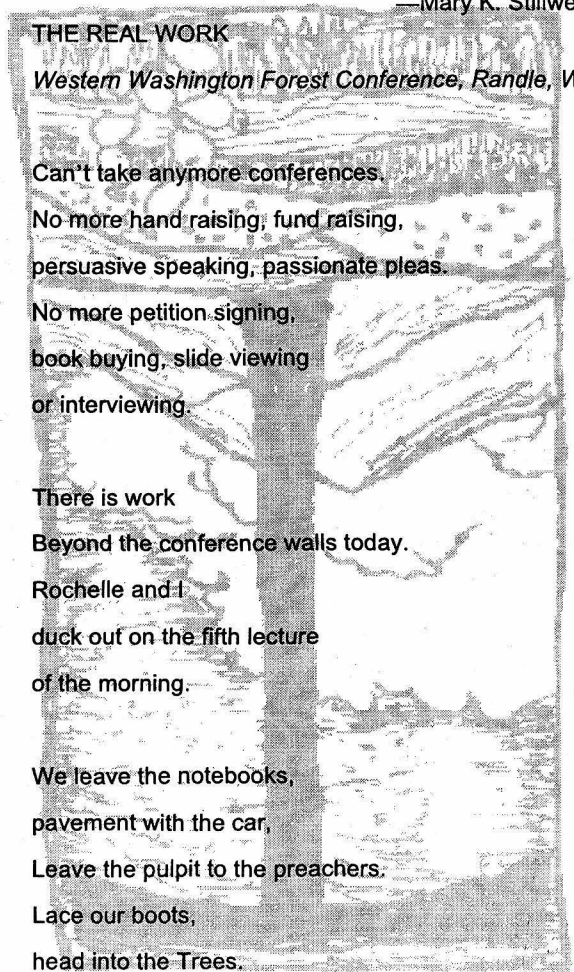 —Mary K.
THE REAL WORK
Western Washington Forest Conference, Randle,
Can't take anymore conferences.
No more hand raising, fund raising,
persuasive speaking, passionate pleas.
No more petition signing,
book buying, slide viewing
or interviewing.
There is work
Beyond the conference walls today.
Rochelle and I
duck out on the fifth lecture
of the morning.
We leave the notebooks,
pavement with the car,
Leave the pulpit to the preachers.
Lace our boots,
head into the Trees.